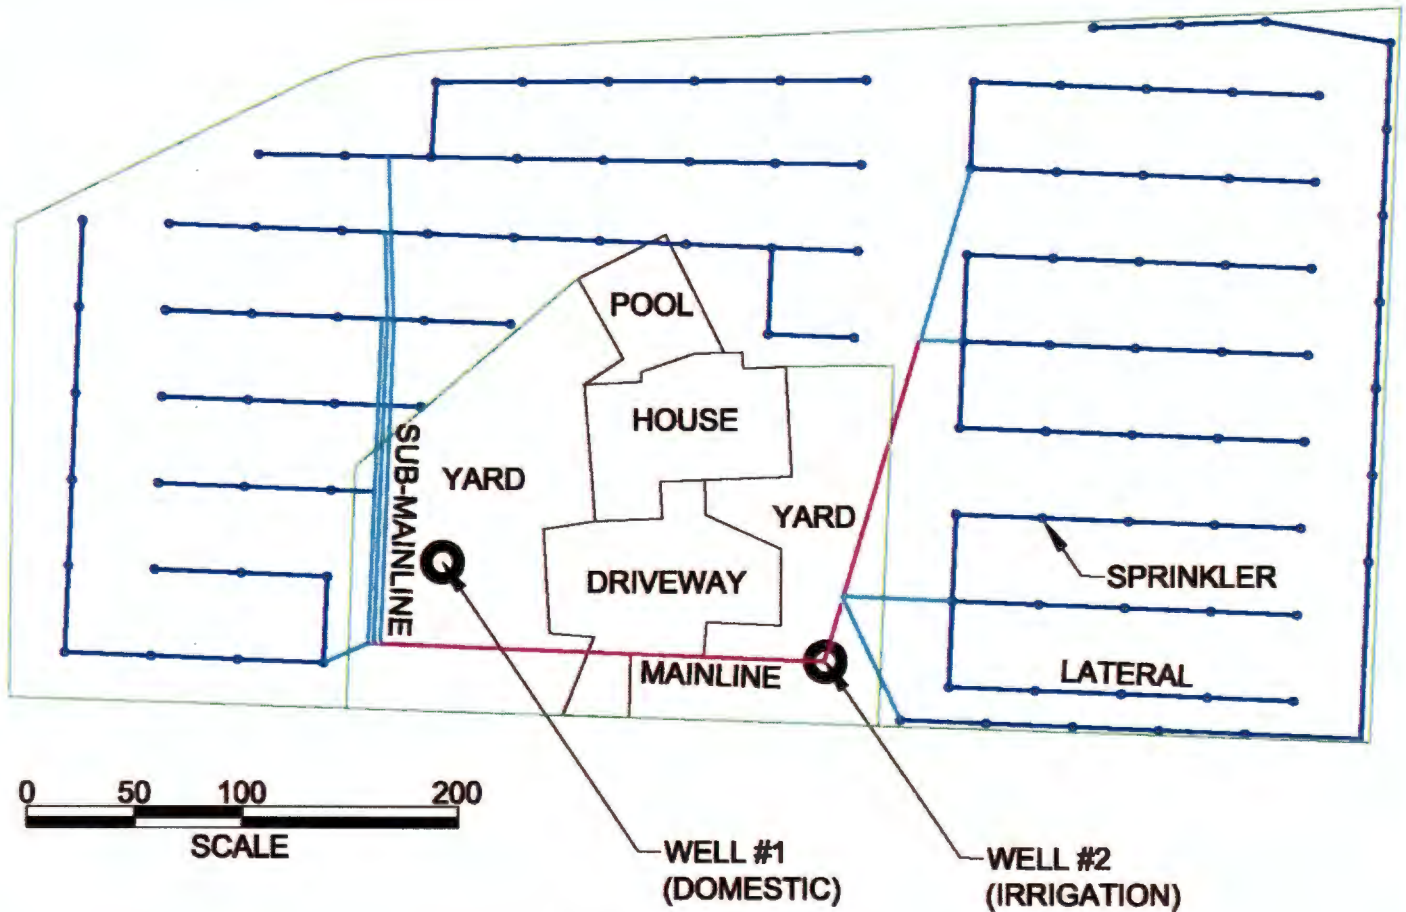 POOL
HOUSE
SUB-MAINLINE
YARD
YARD
DRIVEWAY
SPRINKLER
MAINLINE
LATERAL
0 50 100 200
SCALE
WELL #1
(DOMESTIC)
WELL #2
(IRRIGATION)